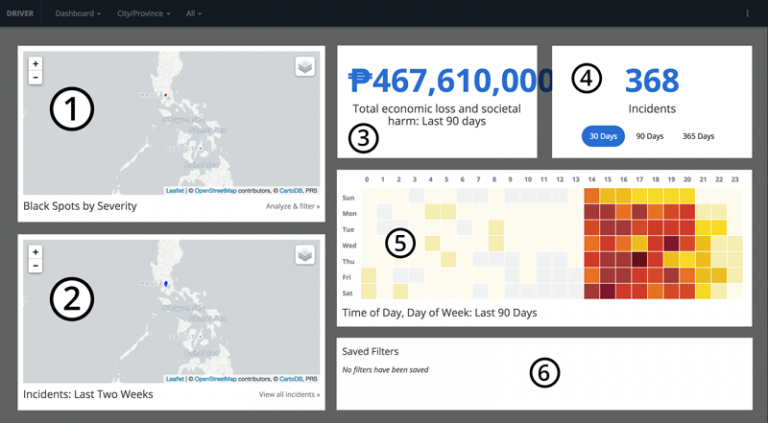 DRIVER Dashboard City/Province All
+
−
1
Leaflet | © OpenStreetMap contributors, © CartoDB, PRS
Black Spots by Severity Analyze & filter »
₱467,610,000
Total economic loss and societal
harm: Last 90 days
3
4
368
Incidents
30 Days 90 Days 365 Days
0 1 2 3 4 5 6 7 8 9 10 11 12 13 14 15 16 17 18 19 20 21 22 23
Sun
Mon
Tue
Wed
Thu
Fri
Sat
5
Time of Day, Day of Week: Last 90 Days
+
−
2
Leaflet | © OpenStreetMap contributors, © CartoDB, PRS
Incidents: Last Two Weeks View all incidents »
Saved Filters
No filters have been saved
6